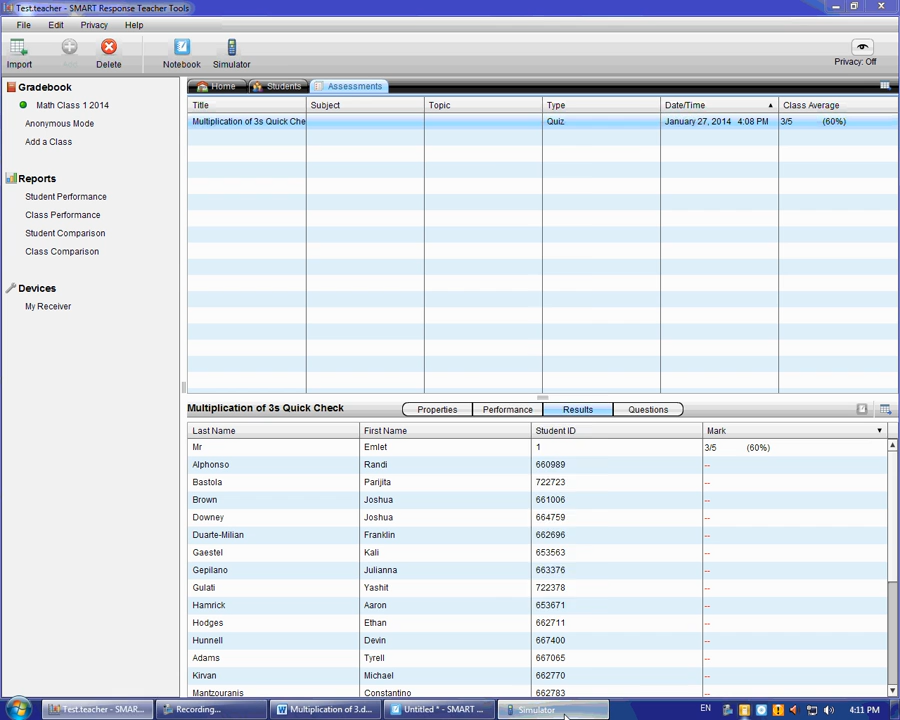 Test.teacher - SMART Response Teacher Tools
File Edit Privacy Help
Import Add Delete Notebook Simulator Privacy: Off
Gradebook
Math Class 1 2014
Anonymous Mode
Add a Class
Reports
Student Performance
Class Performance
Student Comparison
Class Comparison
Devices
My Receiver
Home Students Assessments
Title Subject Topic Type Date/Time Class Average
Multiplication of 3s Quick Che Quiz January 27, 2014 4:08 PM 3/5 (60%)
Multiplication of 3s Quick Check Properties Performance Results Questions
Last Name First Name Student ID Mark
Mr Emlet 1 3/5 (60%)
Alphonso Randi 660989 --
Bastola Parijita 722723 --
Brown Joshua 661006 --
Downey Joshua 664759 --
Duarte-Milian Franklin 662696 --
Gaestel Kali 653563 --
Gepilano Julianna 663376 --
Gulati Yashit 722378 --
Hamrick Aaron 653671 --
Hodges Ethan 662711 --
Hunnell Devin 667400 --
Adams Tyrell 667065 --
Kirvan Michael 662770 --
Mantzouranis Constantino 662783 --
Test.teacher - SMAR... Recording... Multiplication of 3.d... Untitled * - SMART ... Simulator EN 4:11 PM